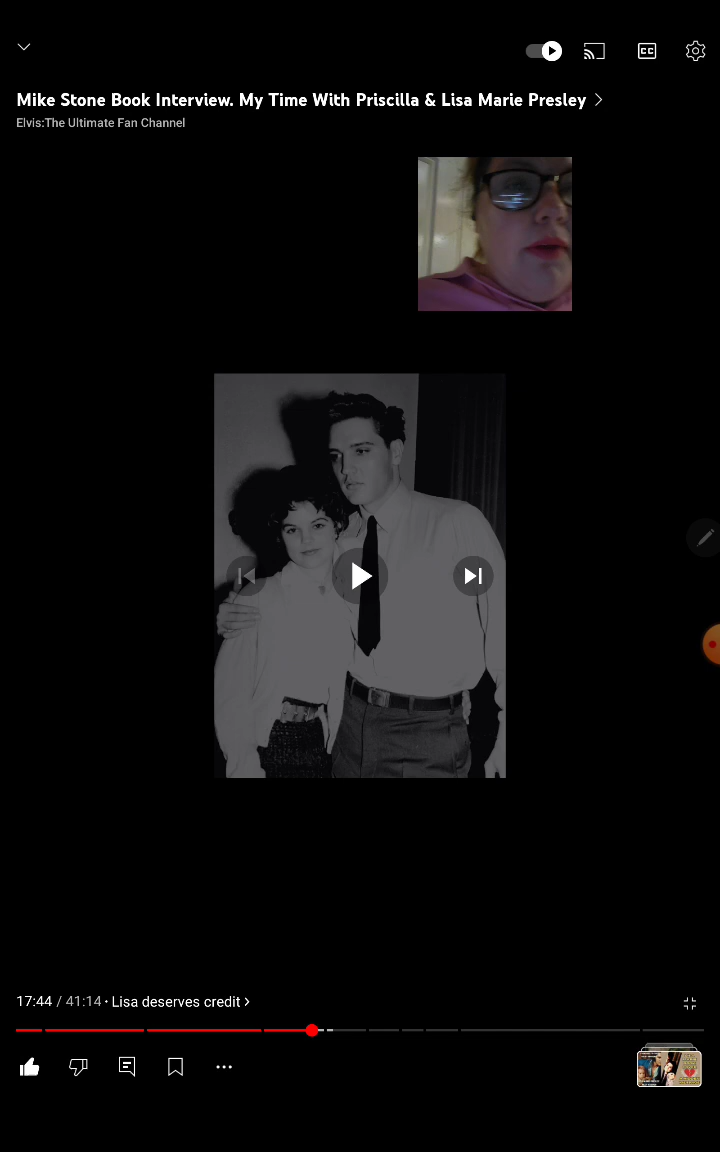 CC
Mike Stone Book Interview. My Time With Priscilla & Lisa Marie Presley
Elvis:The Ultimate Fan Channel
17:44 / 41:14 · Lisa deserves credit